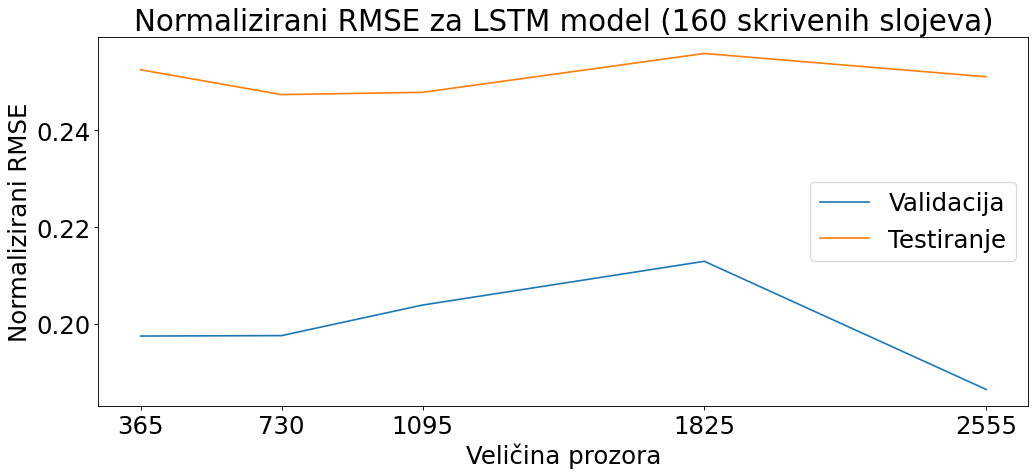 Normalizirani RMSE za LSTM model (160 skrivenih slojeva)
Normalizirani RMSE
0.24
0.22
0.20
Validacija
Testiranje
365 730 1095 1825 2555
Veličina prozora